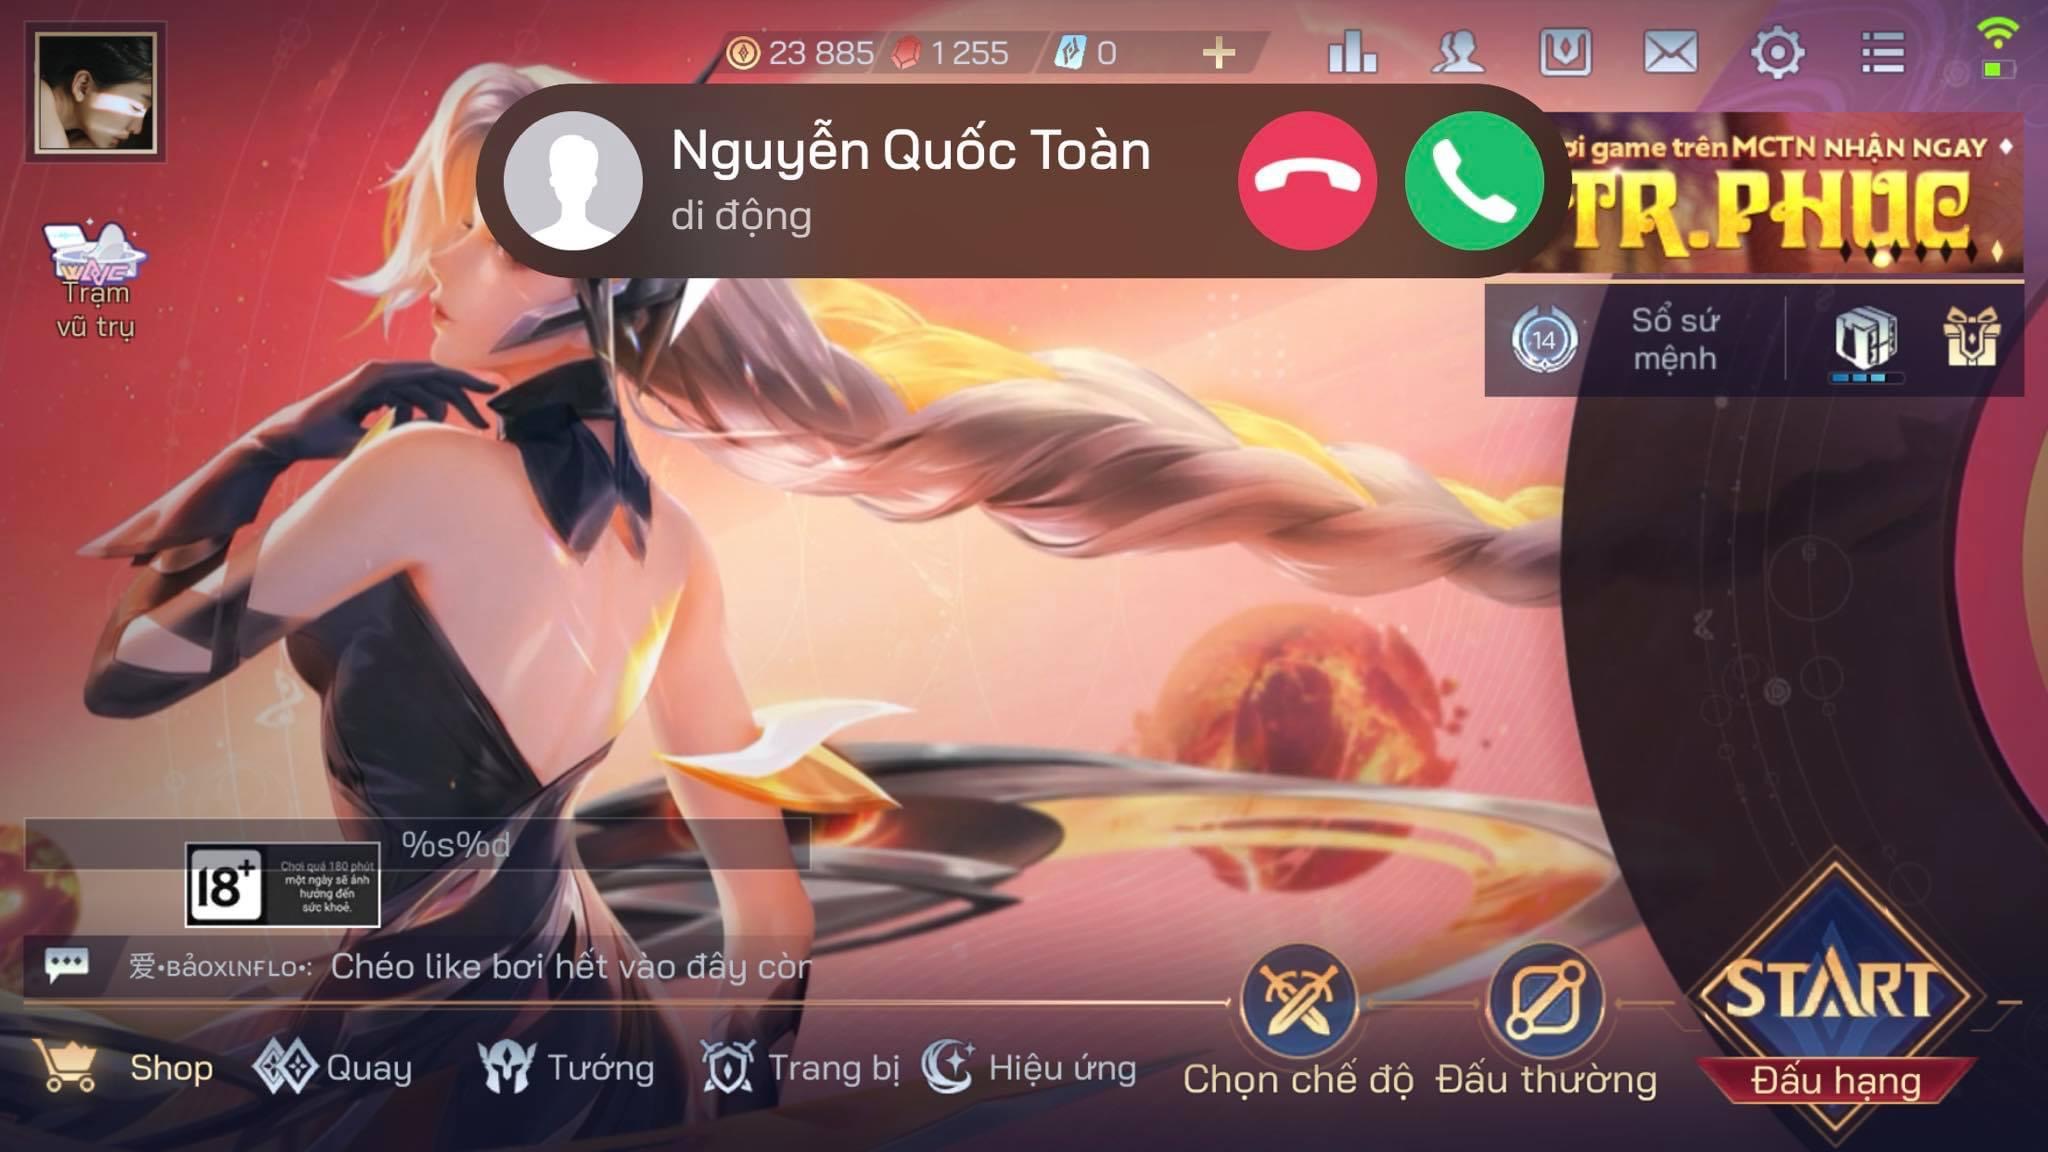 23 885
1 255
0
Nguyễn Quốc Toàn
di động
ơi game trên MCTN NHẬN NGAY
TR.PHỤC
Trạm
vũ trụ
14
Sổ sứ
mệnh
%s%d
18+
Chơi quá 180 phút
một ngày sẽ ảnh
hưởng đến
sức khoẻ.
爱•BẢOXINFLO•: Chéo like bơi hết vào đây còn
START
Shop
Quay
Tướng
Trang bị
Hiệu ứng
Chọn chế độ
Đấu thường
Đấu hạng